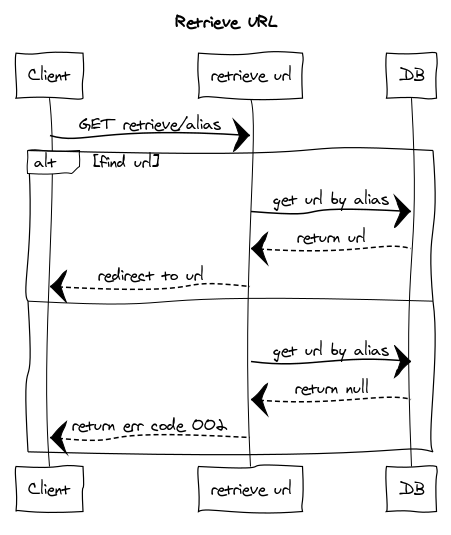 Retrieve URL
Client
retrieve url
DB
GET retrieve/alias
alt
[find url]
get url by alias
return url
redirect to url
get url by alias
return null
return err code 002
Client
retrieve url
DB